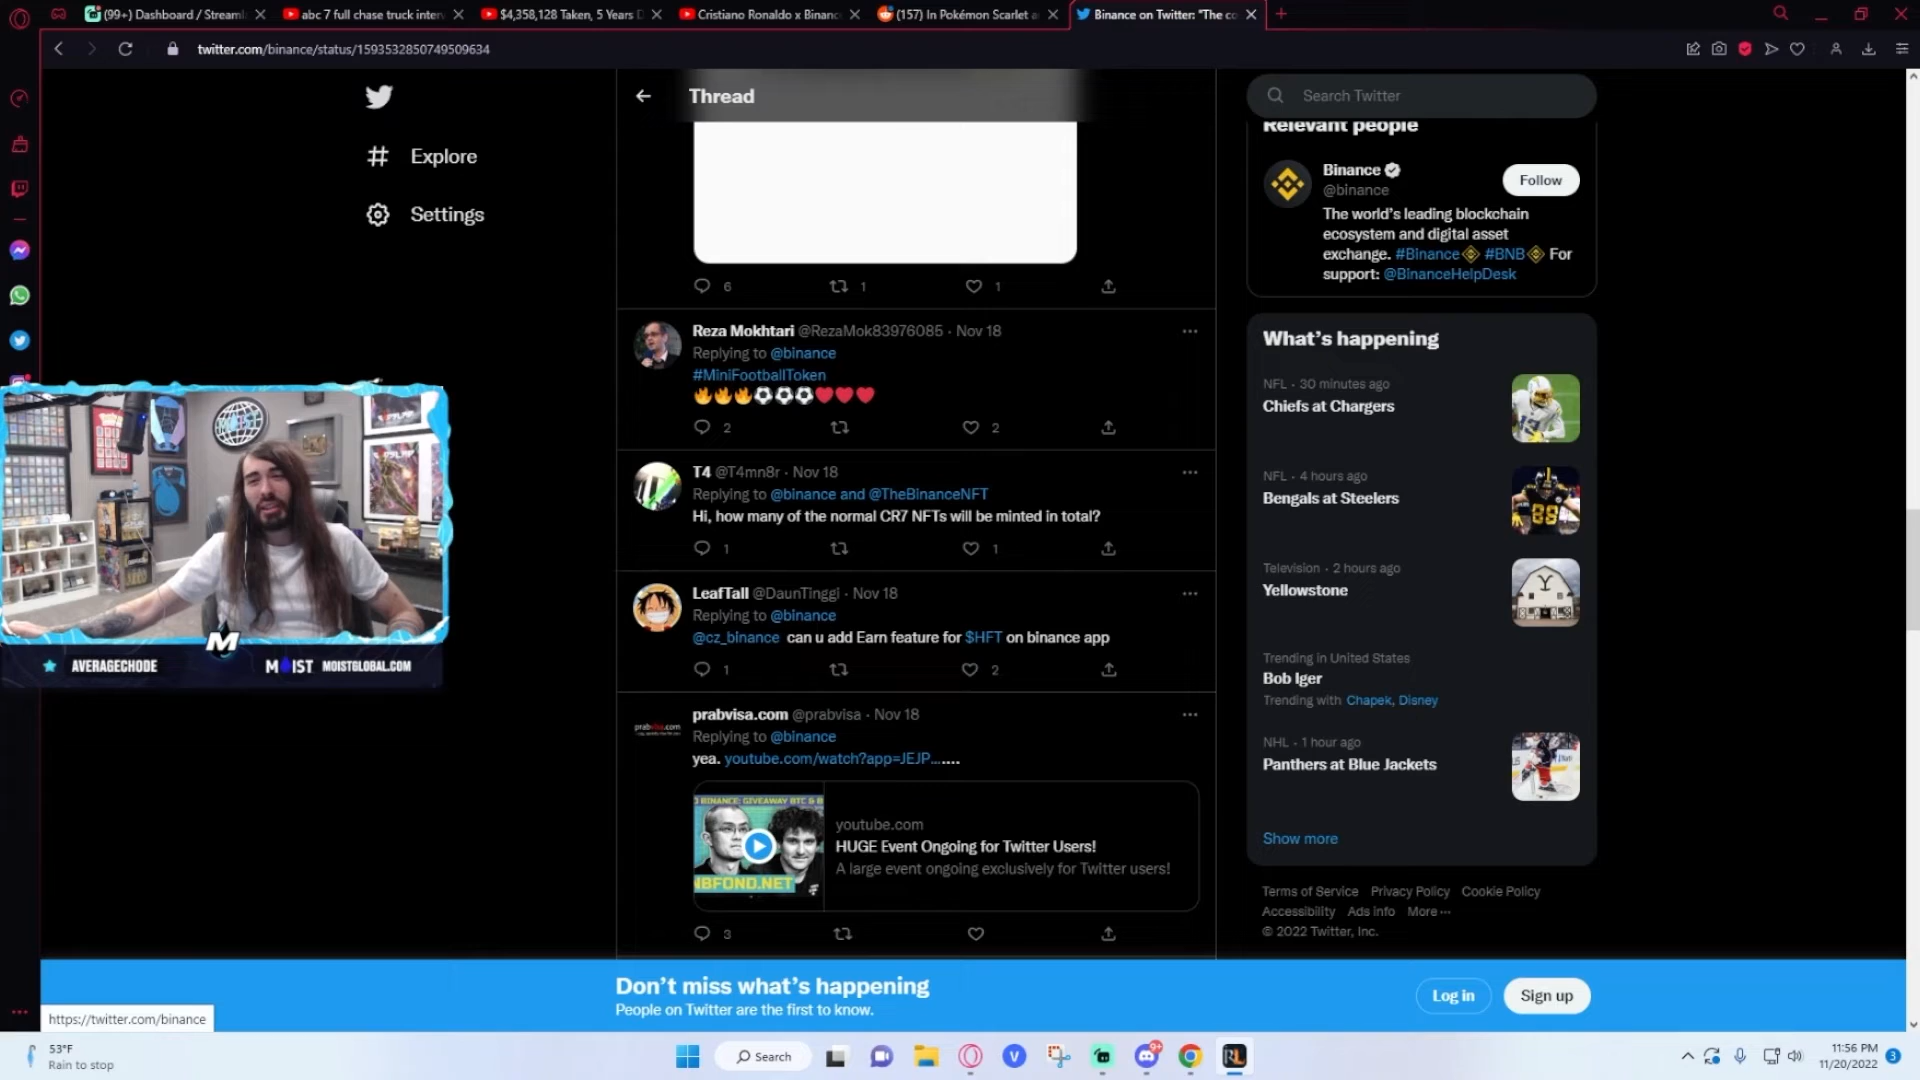 (99+) Dashboard / Streaml
abc 7 full chase truck inter
$4,358,128 Taken, 5 Years D
Cristiano Ronaldo x Binanc
(157) In Pokémon Scarlet a
Binance on Twitter: "The co
twitter.com/binance/status/1593532850749509634
Explore
Settings
Thread
6
1
1
Reza Mokhtari @RezaMok83976085 · Nov 18
Replying to @binance
#MiniFootballToken
🔥🔥🔥⚽⚽⚽❤️❤️❤️
2
2
T4 @T4mn8r · Nov 18
Replying to @binance and @TheBinanceNFT
Hi, how many of the normal CR7 NFTs will be minted in total?
1
1
LeafTall @DaunTinggi · Nov 18
Replying to @binance
@cz_binance can u add Earn feature for $HFT on binance app
1
2
prabvisa.com @prabvisa · Nov 18
Replying to @binance
yea. youtube.com/watch?app=JEJP…....
BINANCE: GIVEAWAY BTC &
NBFOND.NET
youtube.com
HUGE Event Ongoing for Twitter Users!
A large event ongoing exclusively for Twitter users!
3
Search Twitter
Relevant people
Binance
@binance
Follow
The world's leading blockchain
ecosystem and digital asset
exchange. #Binance #BNB For
support: @BinanceHelpDesk
What's happening
NFL · 30 minutes ago
Chiefs at Chargers
NFL · 4 hours ago
Bengals at Steelers
Television · 2 hours ago
Yellowstone
Trending in United States
Bob Iger
Trending with Chapek, Disney
NHL · 1 hour ago
Panthers at Blue Jackets
Show more
Terms of Service Privacy Policy Cookie Policy
Accessibility Ads info More ···
© 2022 Twitter, Inc.
MOIST
M
AVERAGECHODE
MOIST MOISTGLOBAL.COM
Don't miss what's happening
People on Twitter are the first to know.
Log in
Sign up
https://twitter.com/binance
53°F
Rain to stop
Search
V
9+
RL
11:56 PM
11/20/2022
3